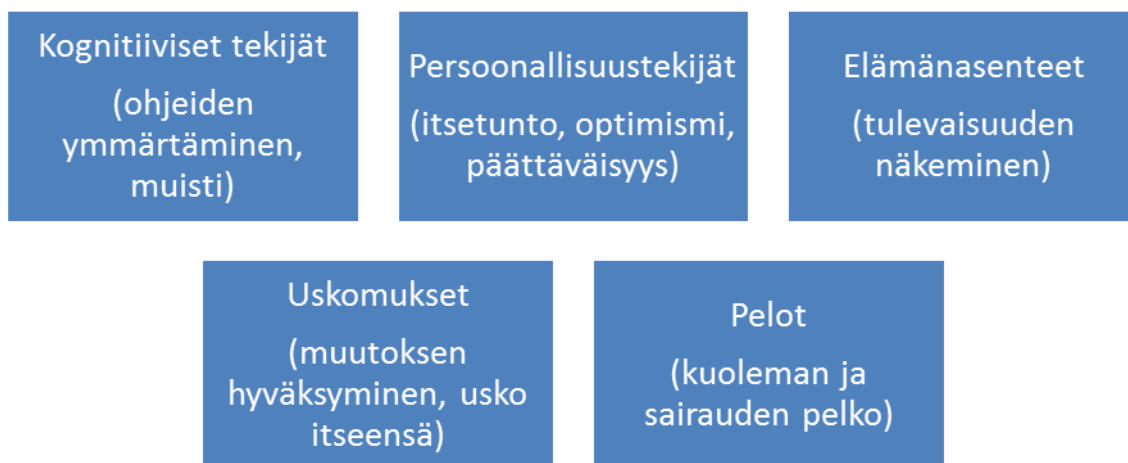 Kognitiiviset tekijät
(ohjeiden
ymmärtäminen,
muisti)
Persoonallisuustekijät
(itsetunto, optimismi,
päättäväisyys)
Elämänasenteet
(tulevaisuuden
näkeminen)
Uskomukset
(muutoksen
hyväksyminen, usko
itseensä)
Pelot
(kuoleman ja
sairauden pelko)